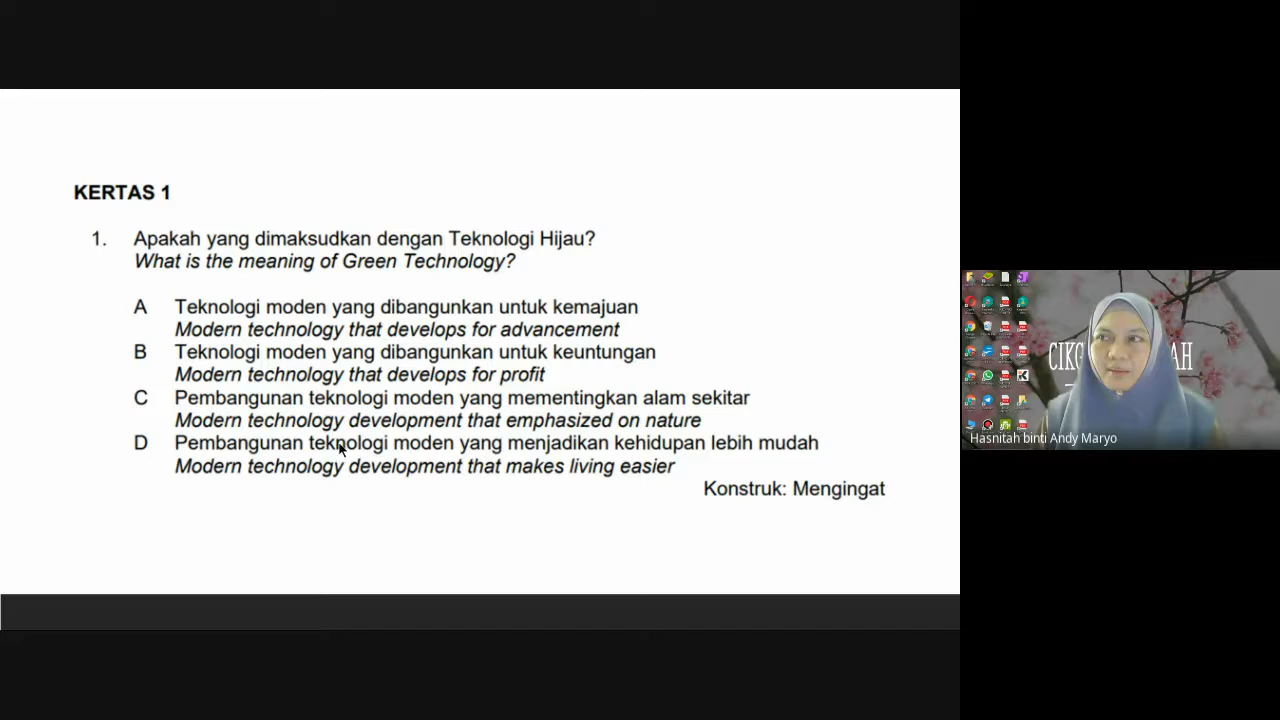 KERTAS 1
1. Apakah yang dimaksudkan dengan Teknologi Hijau?
What is the meaning of Green Technology?
A Teknologi moden yang dibangunkan untuk kemajuan
Modern technology that develops for advancement
B Teknologi moden yang dibangunkan untuk keuntungan
Modern technology that develops for profit
C Pembangunan teknologi moden yang mementingkan alam sekitar
Modern technology development that emphasized on nature
D Pembangunan teknologi moden yang menjadikan kehidupan lebih mudah
Modern technology development that makes living easier
Konstruk: Mengingat
Hasnitah binti Andy Maryo